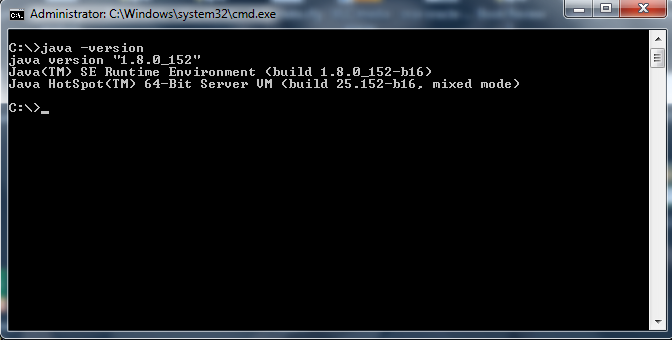 Administrator: C:\Windows\system32\cmd.exe
C:\>java -version
java version "1.8.0_152"
Java(TM) SE Runtime Environment (build 1.8.0_152-b16)
Java HotSpot(TM) 64-Bit Server VM (build 25.152-b16, mixed mode)
C:\>_